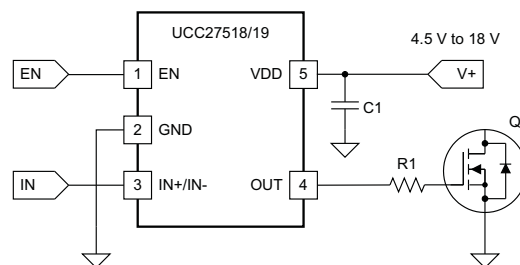 UCC27518/19
4.5 V to 18 V
EN
1
EN
VDD
5
V+
C1
2
GND
Q
R1
IN
3
IN+/IN-
OUT
4